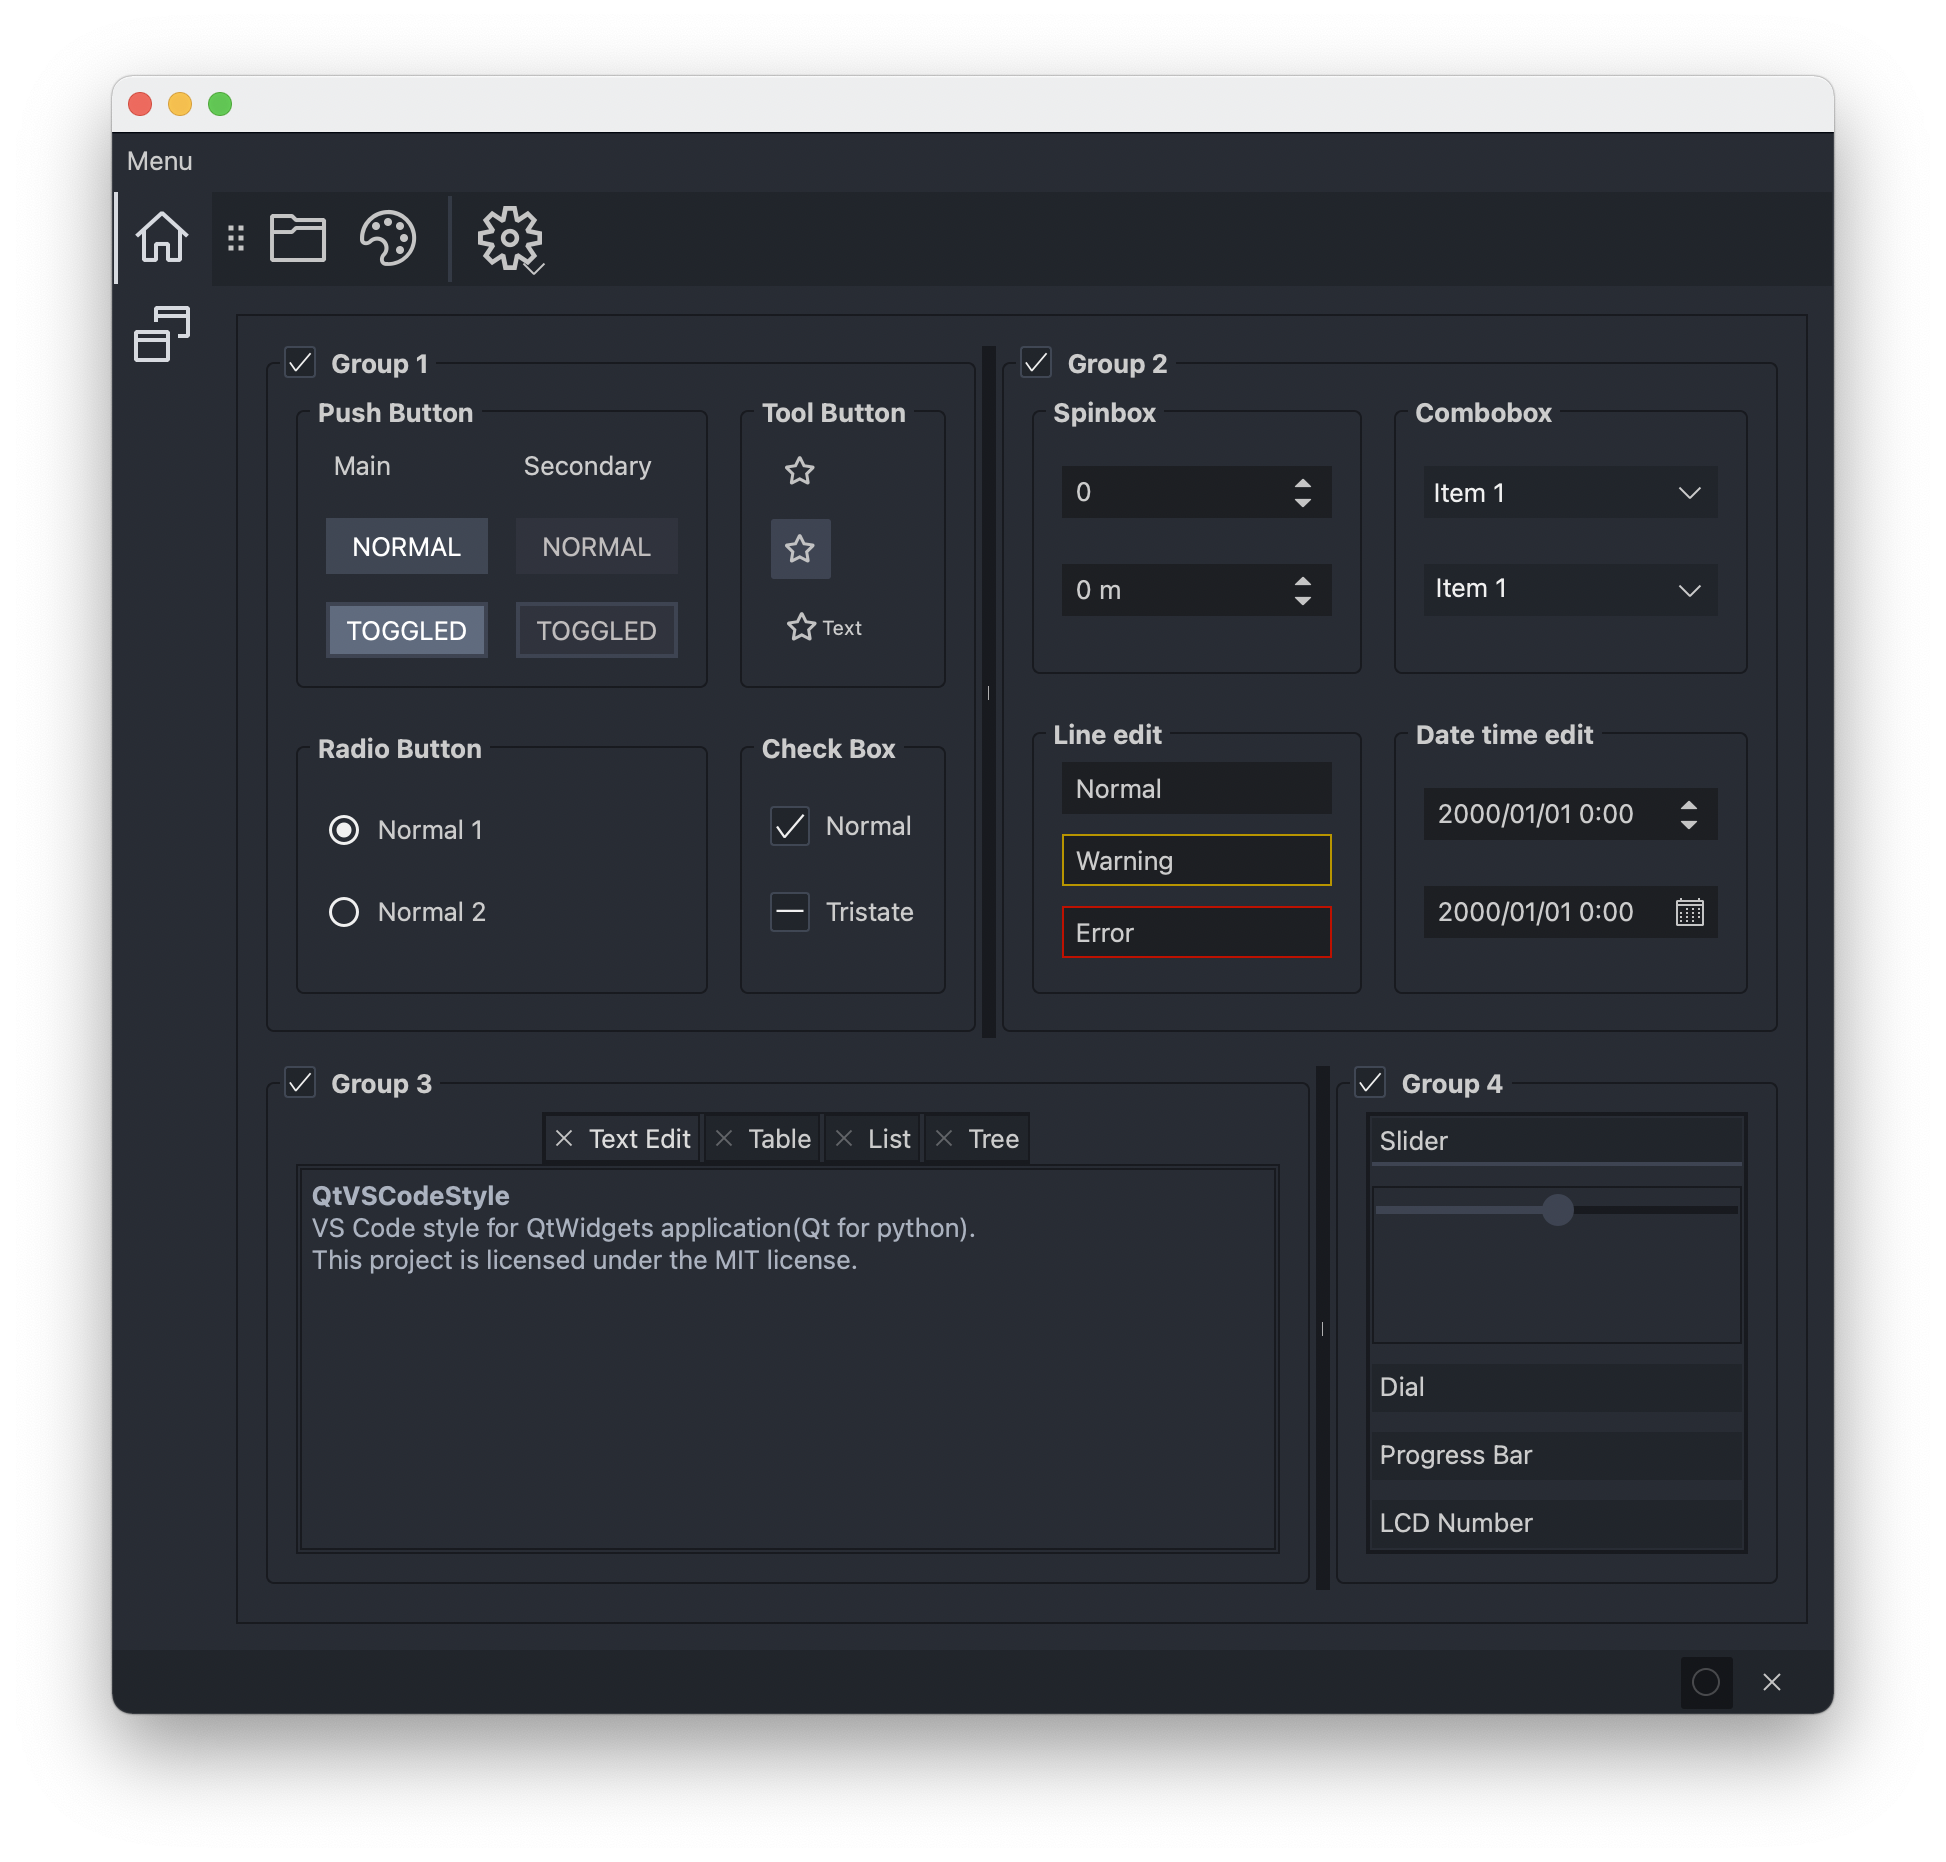 Menu
Group 1
Push Button
Main Secondary
NORMAL NORMAL
TOGGLED TOGGLED
Tool Button
Text
Radio Button
Normal 1
Normal 2
Check Box
Normal
Tristate
Group 2
Spinbox
0
0 m
Combobox
Item 1
Item 1
Line edit
Normal
Warning
Error
Date time edit
2000/01/01 0:00
2000/01/01 0:00
Group 3
Text Edit Table List Tree
QtVSCodeStyle
VS Code style for QtWidgets application(Qt for python).
This project is licensed under the MIT license.
Group 4
Slider
Dial
Progress Bar
LCD Number